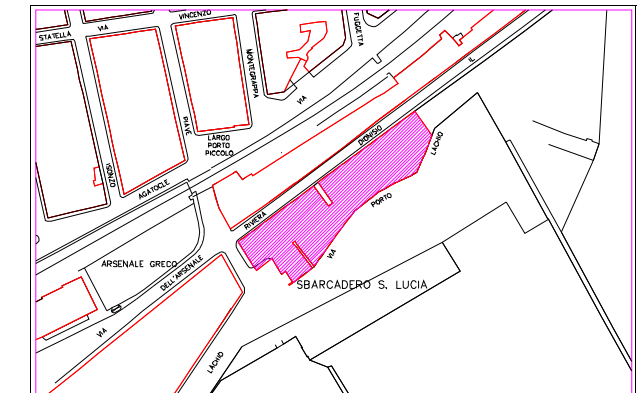 VINCENZO
VIA
STATELLA
FUGGETTA
MONTEGRAPPA
IL
VIA
PIAVE
LARGO
PORTO
PICCOLO
DIONISIO
LACHIO
ISONZO
AGATOCLE
PORTO
RIVIERA
VIA
ARSENALE GRECO
DELL'ARSENALE
SBARCADERO S. LUCIA
VIA
LACHIO